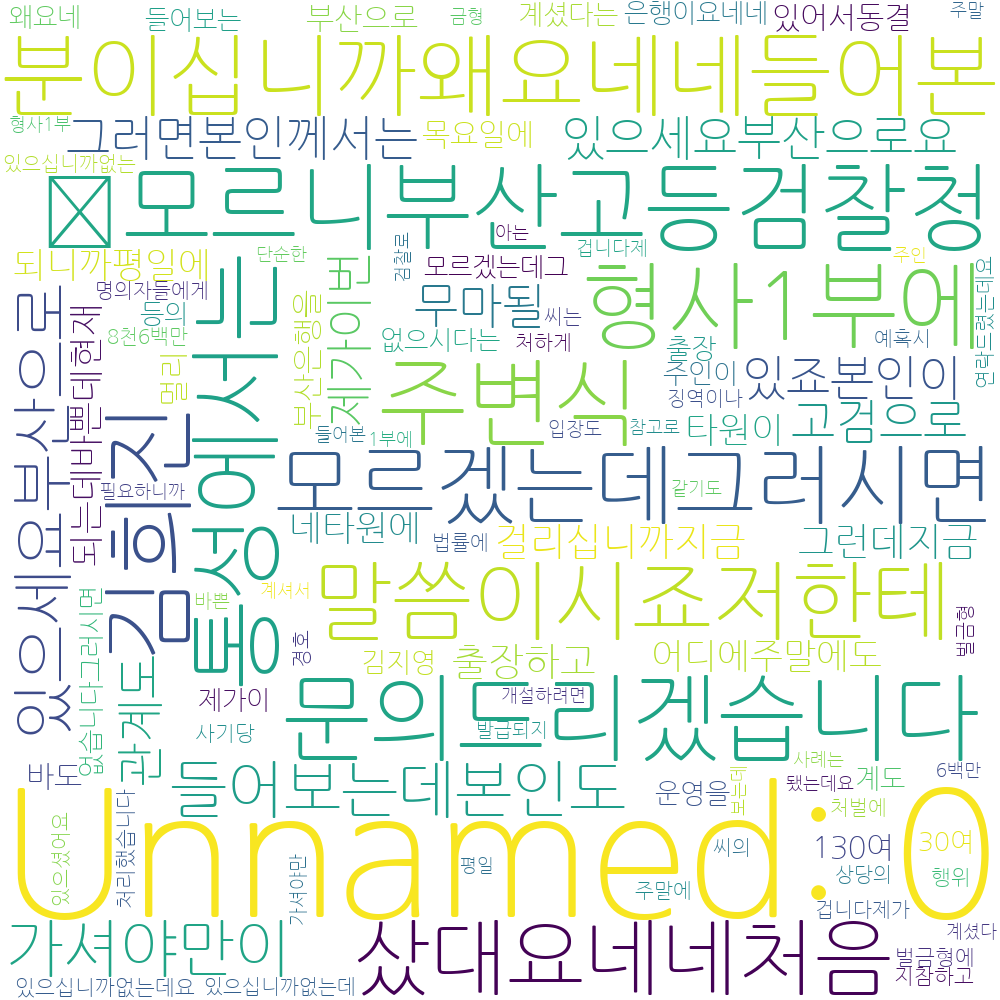 왜요네 들어보는 부산으로 금형 계셨다는 은행이요네네 있어서동결 주말
분이십니까왜요네네들어본
형사1부 그러면본인께서는 목요일에 있으세요부산으로요
있으십니까없는
모르니부산고등검찰청
되니까평일에 단순한 검찰로 아는 겁니다제 주인
명의자들에게 모르겠는데그
등의 무마될 씨는 형사1부에
8천6백만 없으시다는 처하게 출장 예혹시 연락드렸는데요
있으세요부산으로 되는데바쁜데현재 멀리 통성에서는 부산은행을 제가이번
주변식 주인이 있죠본인이
징역이나
김희진 들어본 1부에 입장도 참고로 타원이 고검으로
필요하니까 모르겠는데그러시면
같기도
네타원에 법률에 걸리십니까지금 그런데지금
바쁜 계셔서 말씀이시죠저한테
없습니다그러시면 관계도 경호 벌금형
김지영 출장하고 어디에주말에도
제가이 개설하려면
사기당 문의드리겠습니다
발급되지
바도 들어보는데본인도 운영을 보는데 사례는 됐는데요 계도 6백만
처벌에
Unnamed: 0
있으셨어요 처리했습니다 가셔야만 평일 씨의 130여 30여
주말에 상당의 행위
겁니다제가
가셔야만이 샀대요네네처음 계셨다
벌금형에
지참하고
있으십니까없는데요 있으십니까없는데